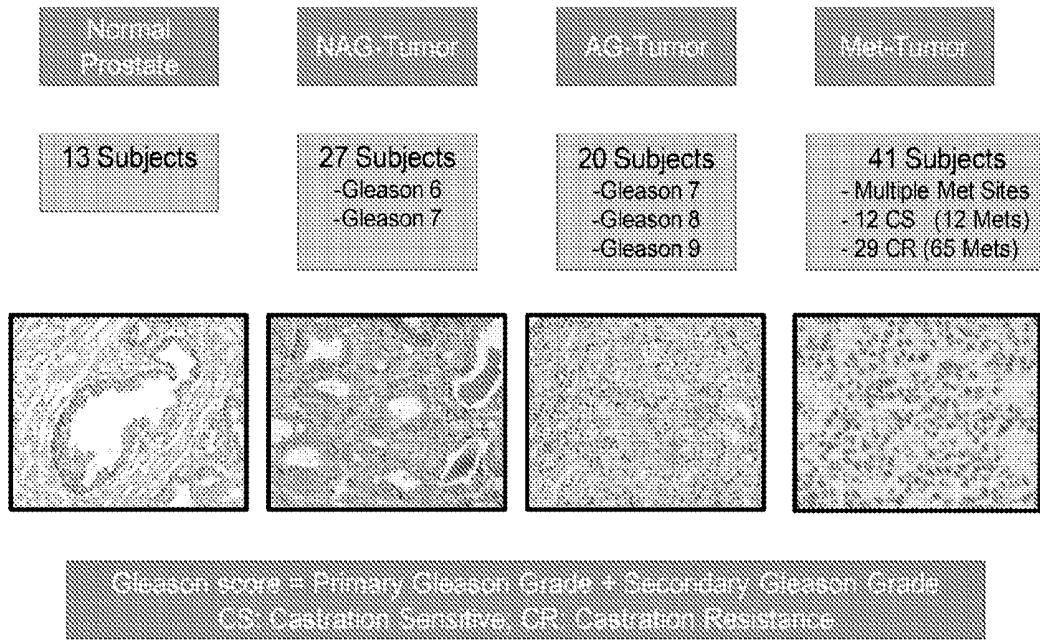 Normal
Prostate
NAG-Tumor
AG-Tumor
Met-Tumor
13 Subjects
27 Subjects
-Gleason 6
-Gleason 7
20 Subjects
-Gleason 7
-Gleason 8
-Gleason 9
41 Subjects
- Multiple Met Sites
- 12 CS (12 Mets)
- 29 CR (65 Mets)
Gleason score = Primary Gleason Grade + Secondary Gleason Grade
CS: Castration Sensitive, CR: Castration Resistance